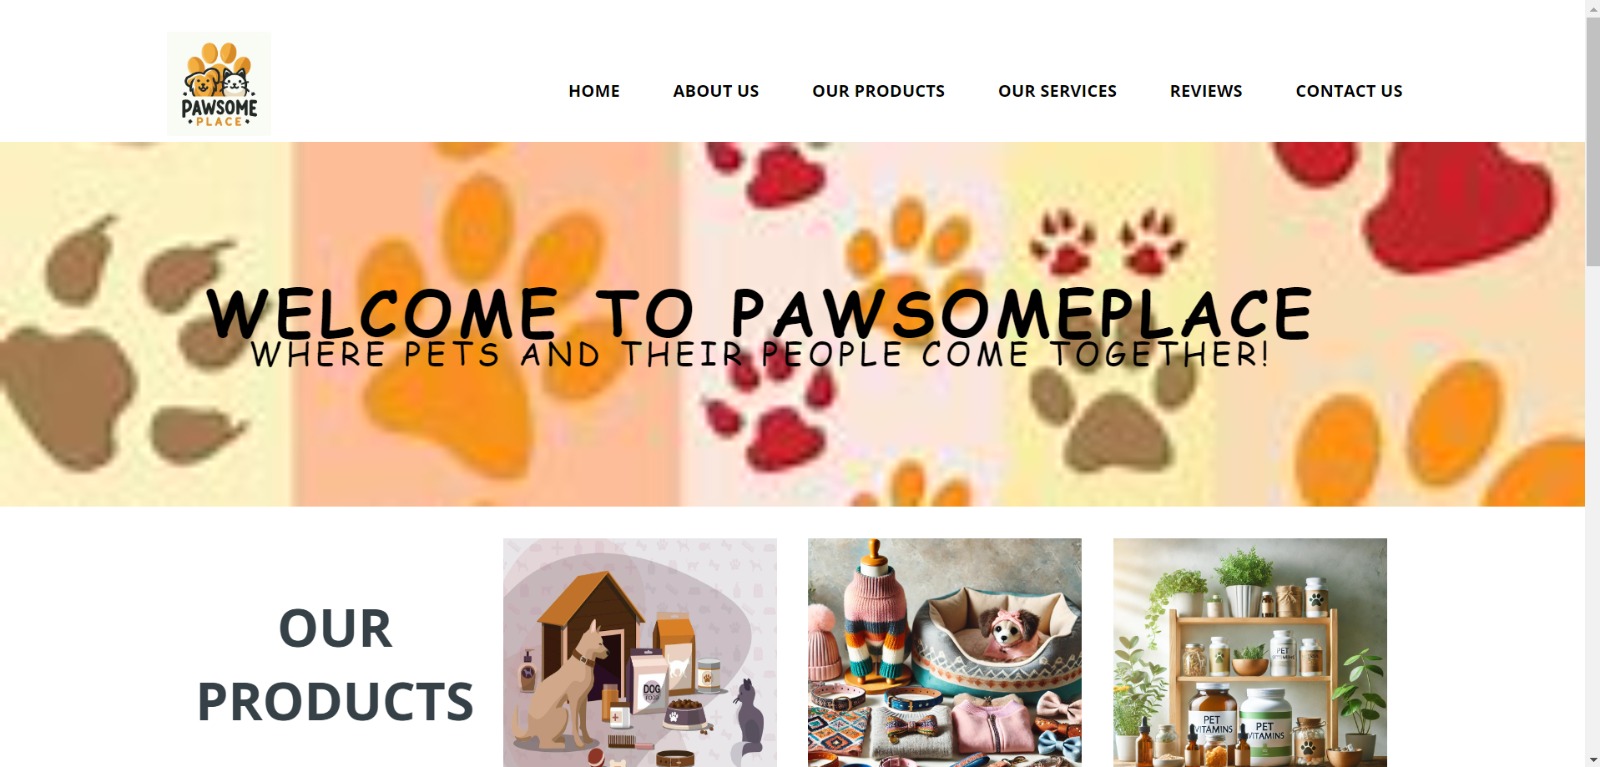 PAWSOME
PLACE
HOME
ABOUT US
OUR PRODUCTS
OUR SERVICES
REVIEWS
CONTACT US
WELCOME TO PAWSOMEPLACE
WHERE PETS AND THEIR PEOPLE COME TOGETHER!
OUR
PRODUCTS
DOG
FOOD
PET
PET
VITAMINS
PET
VITAMINS